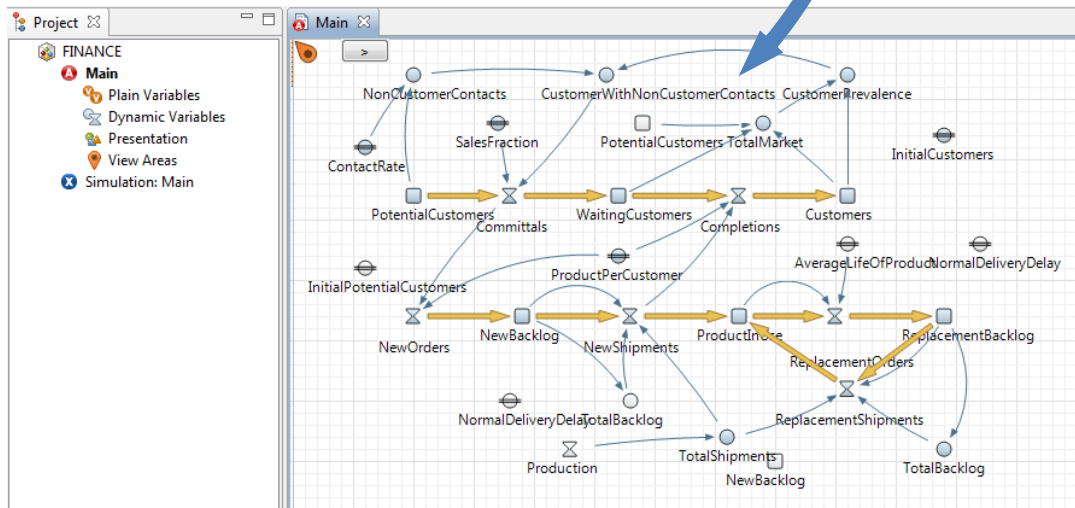 Project
Main
FINANCE
Main
Plain Variables
Dynamic Variables
Presentation
View Areas
Simulation: Main
>
NonCustomerContacts
CustomerWithNonCustomerContacts
CustomerPrevalence
SalesFraction
PotentialCustomers
TotalMarket
ContactRate
InitialCustomers
PotentialCustomers
Committals
WaitingCustomers
Completions
Customers
ProductPerCustomer
AverageLifeOfProduct
NormalDeliveryDelay
InitialPotentialCustomers
NewOrders
NewBacklog
NewShipments
ProductInUse
ReplacementOrders
ReplacementBacklog
NormalDeliveryDelay
TotalBacklog
ReplacementShipments
Production
TotalShipments
NewBacklog
TotalBacklog